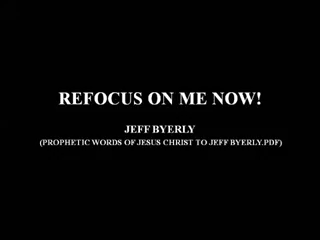 REFOCUS ON ME NOW!
JEFF BYERLY
(PROPHETIC WORDS OF JESUS CHRIST TO JEFF BYERLY.PDF)